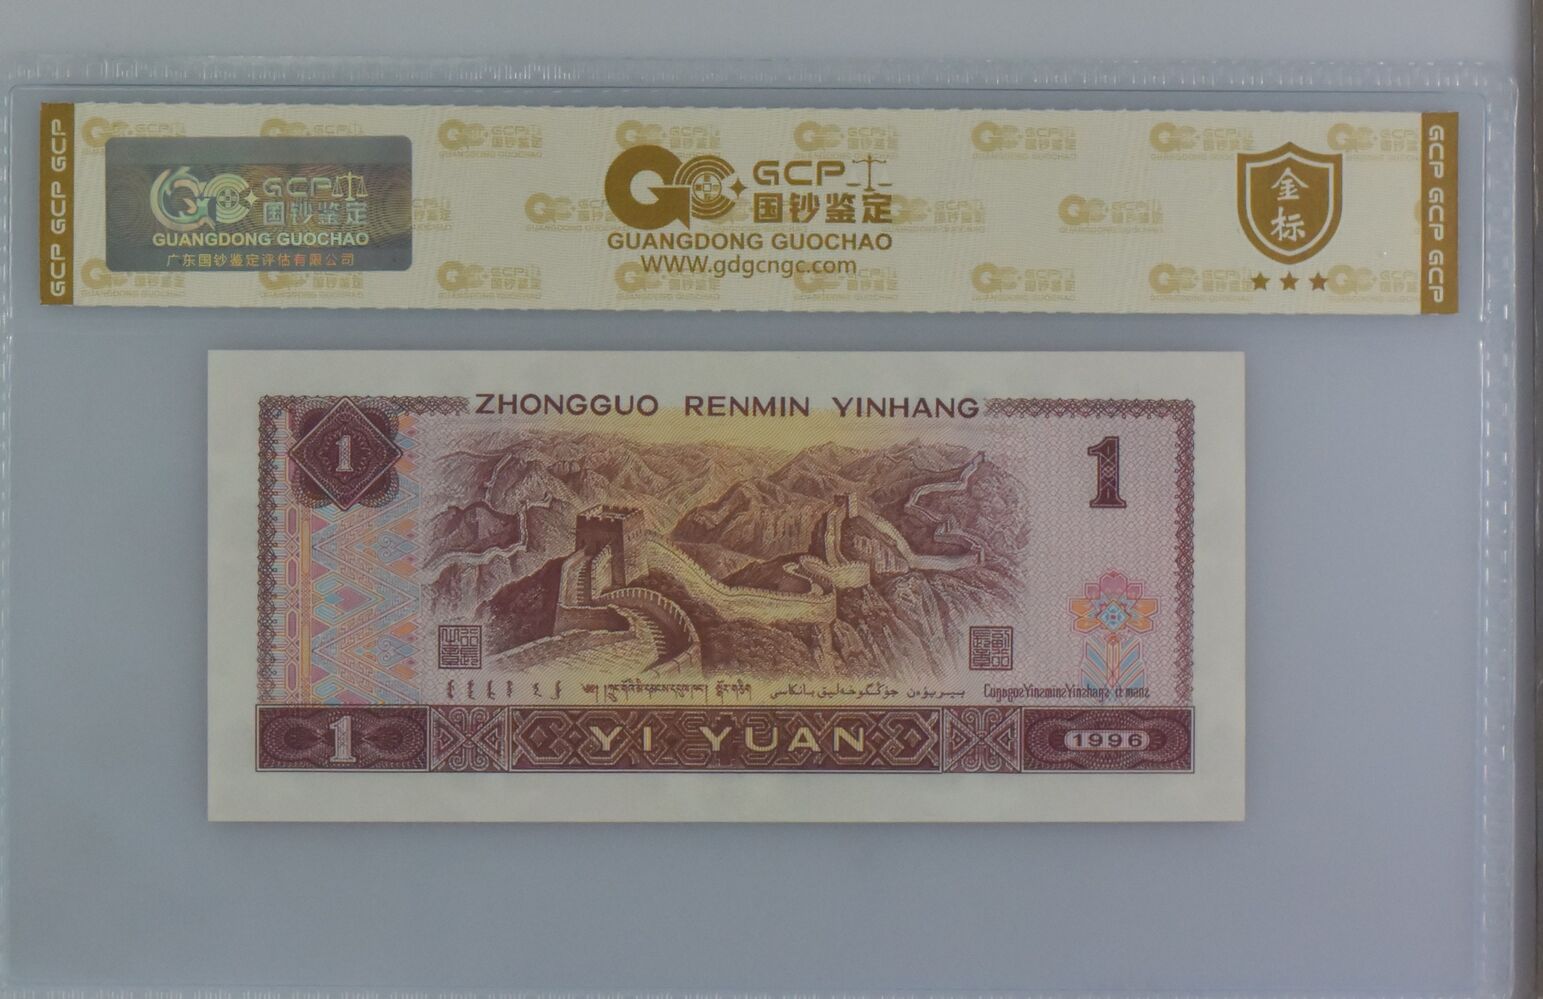 GCP GCP GCP
GCP
国钞鉴定
GUANGDONG GUOCHAO
广东国钞鉴定评估有限公司
GCP
国钞鉴定
GUANGDONG GUOCHAO
WWW.gdgcngc.com
金标
GCP GCP GCP
ZHONGGUO RENMIN YINHANG
1
1
1
YI YUAN
1996